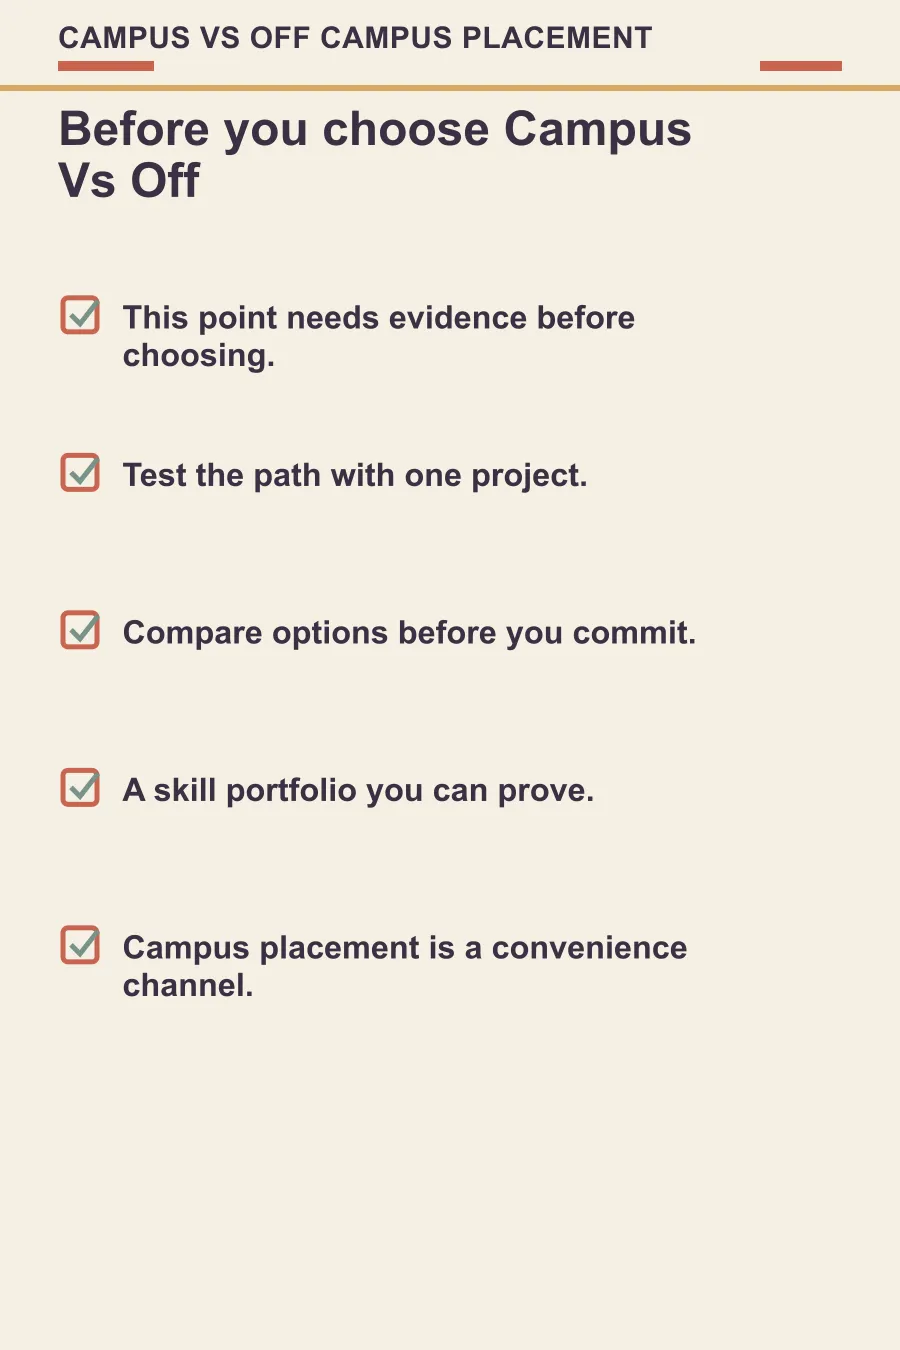 CAMPUS VS OFF CAMPUS PLACEMENT
Before you choose Campus
Vs Off
This point needs evidence before
choosing.
Test the path with one project.
Compare options before you commit.
A skill portfolio you can prove.
Campus placement is a convenience
channel.